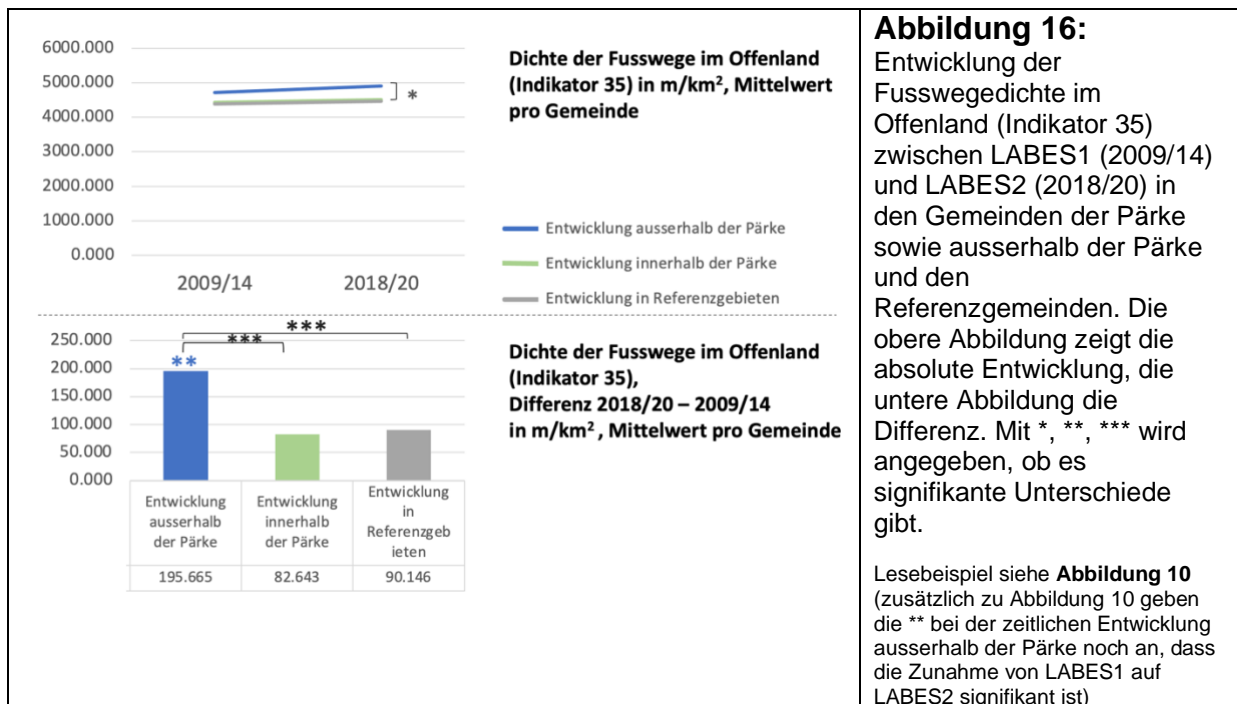 6000.000
5000.000
4000.000
3000.000
2000.000
1000.000
0.000
2009/14
2018/20
*
Dichte der Fusswege im Offenland
(Indikator 35) in m/km², Mittelwert
pro Gemeinde
Entwicklung ausserhalb der Pärke
Entwicklung innerhalb der Pärke
Entwicklung in Referenzgebieten
250.000
200.000
150.000
100.000
50.000
0.000
***
***
**
Entwicklung
ausserhalb
der Pärke
Entwicklung
innerhalb
der Pärke
Entwicklung
in
Referenzgeb
ieten
195.665
82.643
90.146
Dichte der Fusswege im Offenland
(Indikator 35),
Differenz 2018/20 – 2009/14
in m/km² , Mittelwert pro Gemeinde
Abbildung 16:
Entwicklung der
Fusswegedichte im
Offenland (Indikator 35)
zwischen LABES1 (2009/14)
und LABES2 (2018/20) in
den Gemeinden der Pärke
sowie ausserhalb der Pärke
und den
Referenzgemeinden. Die
obere Abbildung zeigt die
absolute Entwicklung, die
untere Abbildung die
Differenz. Mit *, **, *** wird
angegeben, ob es
signifikante Unterschiede
gibt.
Lesebeispiel siehe Abbildung 10
(zusätzlich zu Abbildung 10 geben
die ** bei der zeitlichen Entwicklung
ausserhalb der Pärke noch an, dass
die Zunahme von LABES1 auf
LABES2 signifikant ist)